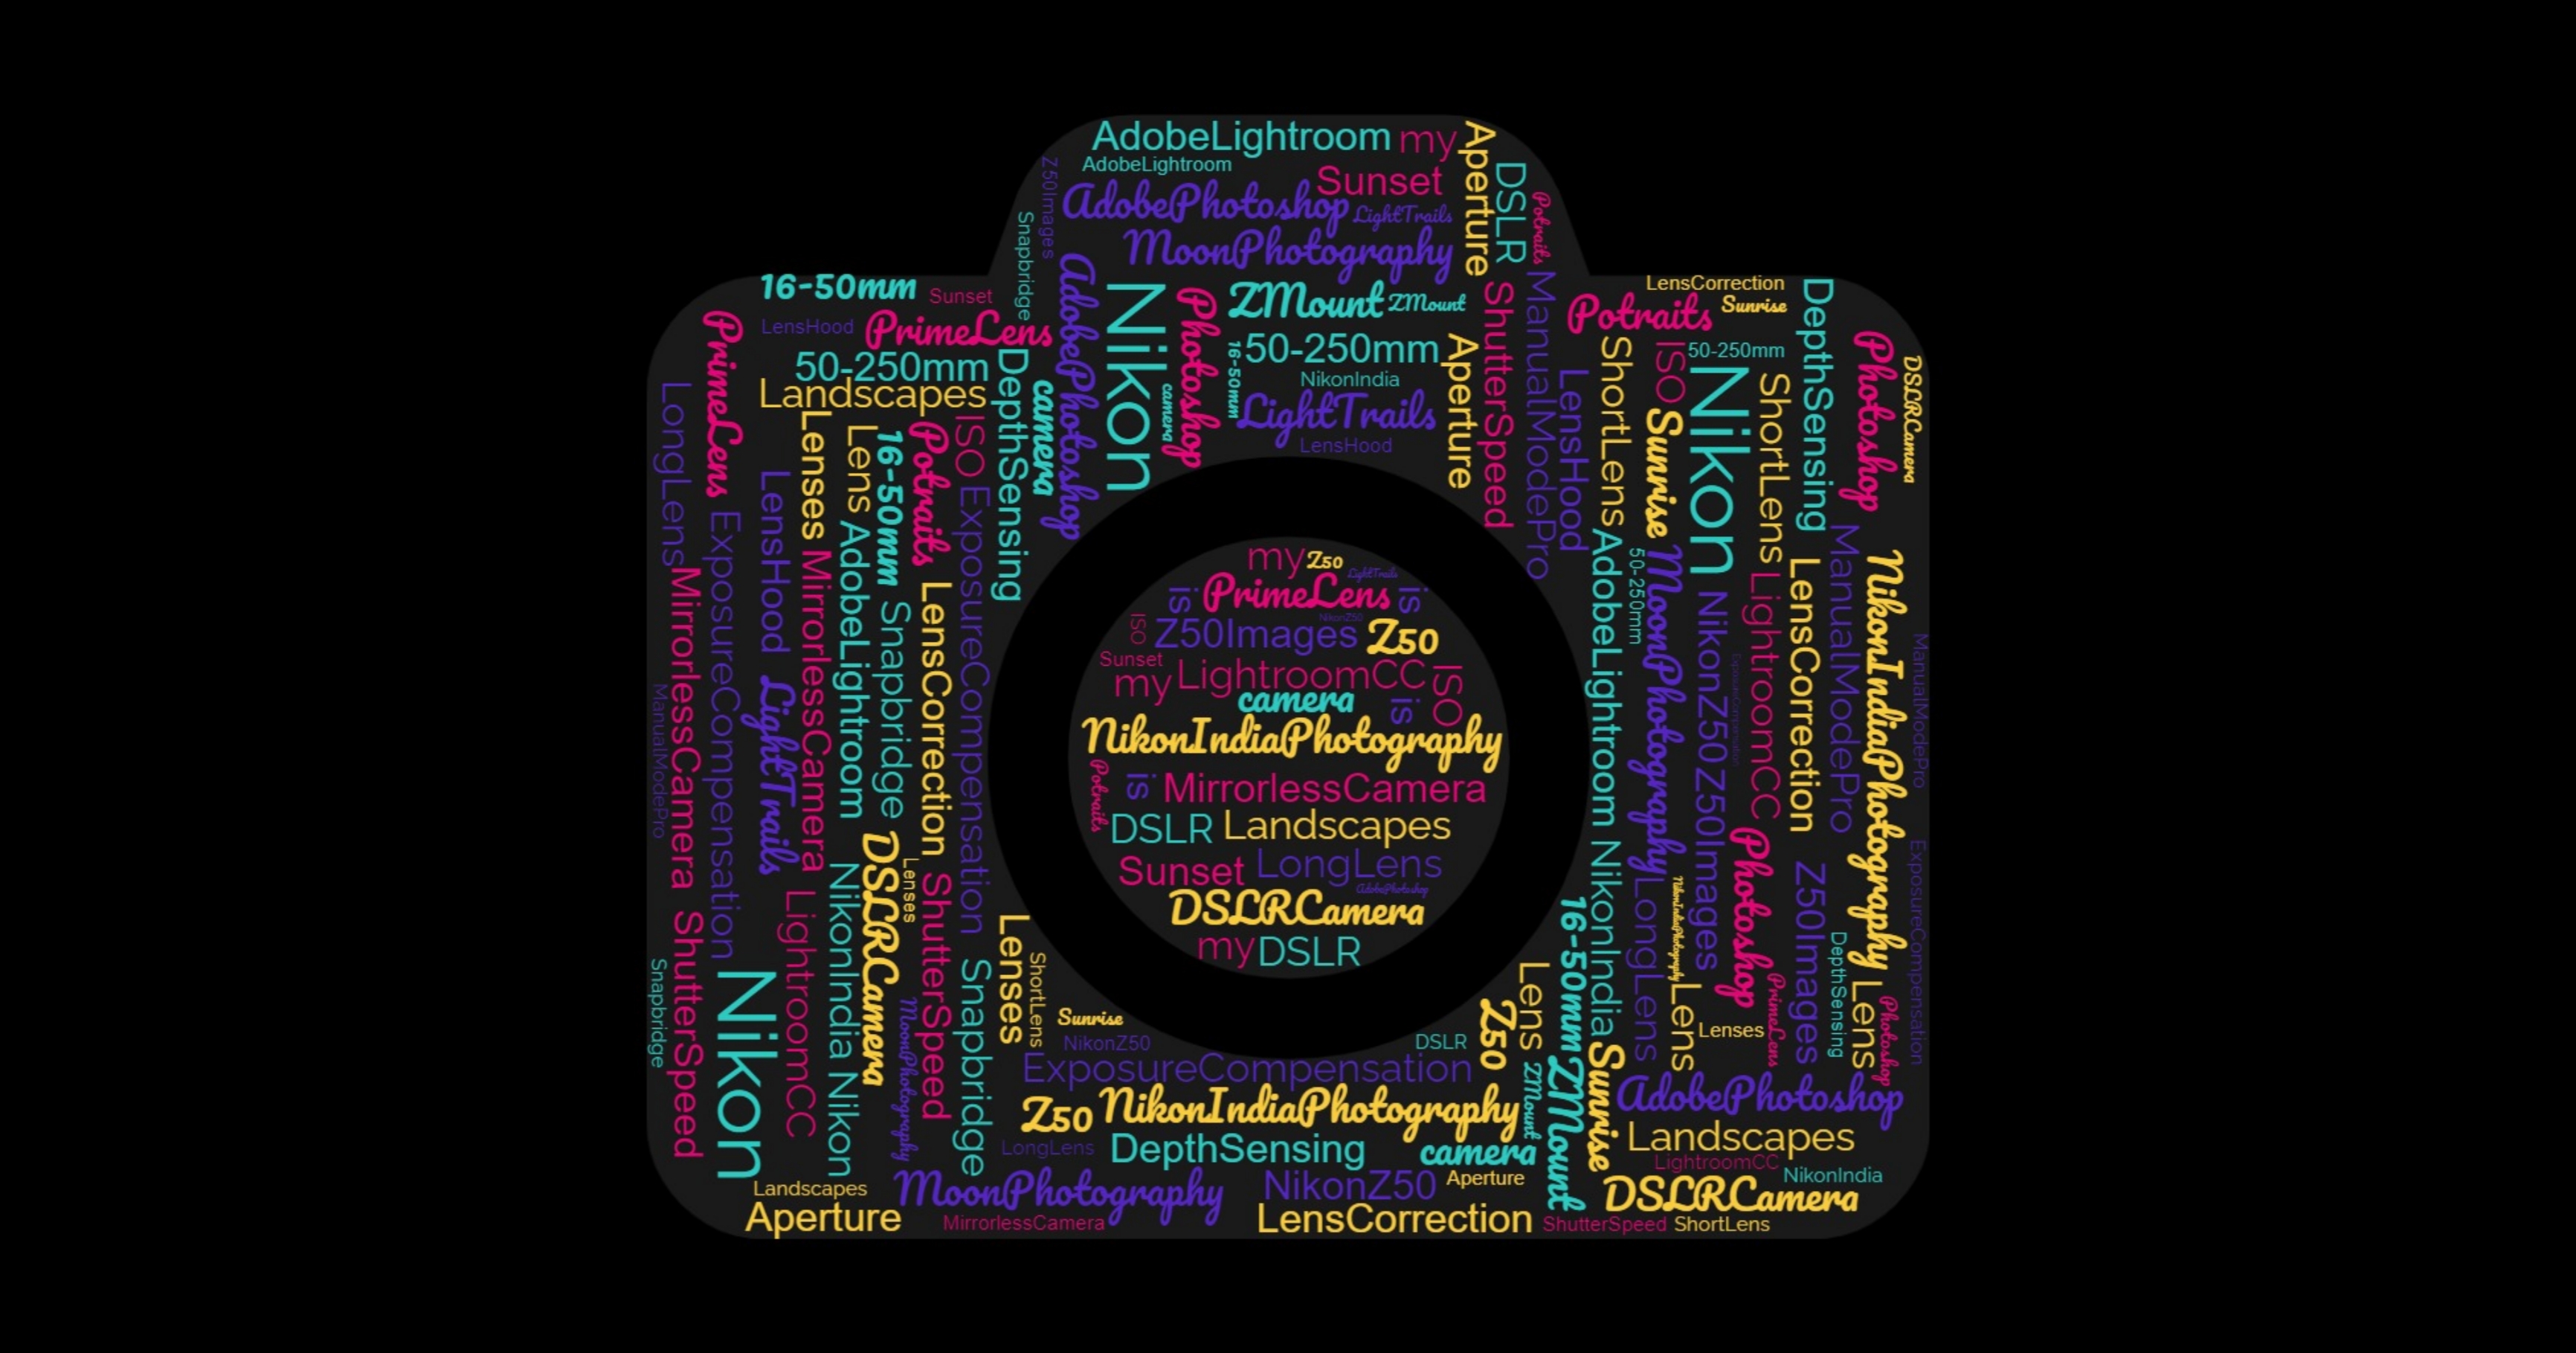 AdobeLightroom my
AdobeLightroom
Sunset
AdobePhotoshop LightTrails
MoonPhotography
Aperture
DSLR
Potraits
Z50Images
Snapbridge
AdobePhotoshop
Nikon
camera
Photoshop
ZMount ZMount
16-50mm
50-250mm
NikonIndia
LightTrails
LensHood
Aperture
ShutterSpeed
ManualModePro
LensHood
16-50mm Sunset
LensHood PrimeLens
50-250mm
Landscapes
PrimeLens
LongLens
DepthSensing
camera
Lenses
Lens
16-50mm
Potraits
ISO
ExposureCompensation
LensHood
ExposureCompensation
MirrorlessCamera
MirrorlessCamera
AdobeLightroom
Snapbridge
LensCorrection
ManualModePro
LightTrails
LightroomCC
NikonIndia
Nikon
DSLRCamera
Lenses
ShutterSpeed
MoonPhotography
Snapbridge
ShutterSpeed
Snapbridge
Nikon
Lenses
ShortLens
LensCorrection
Potraits Sunrise
50-250mm
ShortLens
ISO
Sunrise
Nikon
ShortLens
DepthSensing
Photoshop
DSLRCamera
AdobeLightroom
50-250mm
MoonPhotography
NikonZ50
ExposureCompensation
LightroomCC
LensCorrection
ManualModePro
NikonIndiaPhotography
ManualModePro
NikonIndia
LongLens
NikonIndiaPhotography
Lens
Z50Images
Photoshop
PrimeLens
Z50Images
DepthSensing
Lens
Photoshop
ExposureCompensation
Lenses
my Z50
LightTrails
is PrimeLens is
NikonZ50
ISO Z50Images Z50
Sunset
my LightroomCC ISO
camera is
NikonIndiaPhotography
Potraits
is MirrorlessCamera
DSLR Landscapes
Sunset LongLens
AdobePhotoshop
DSLRCamera
my DSLR
Sunrise
NikonZ50 DSLR
ExposureCompensation
Z50 NikonIndiaPhotography
LongLens DepthSensing camera
Z50
Lens
ZMount
16-50mm
ZMount
Sunrise
AdobePhotoshop
Landscapes
LightroomCC NikonIndia
DSLRCamera
Landscapes MoonPhotography NikonZ50 Aperture
Aperture MirrorlessCamera LensCorrection ShutterSpeed ShortLens